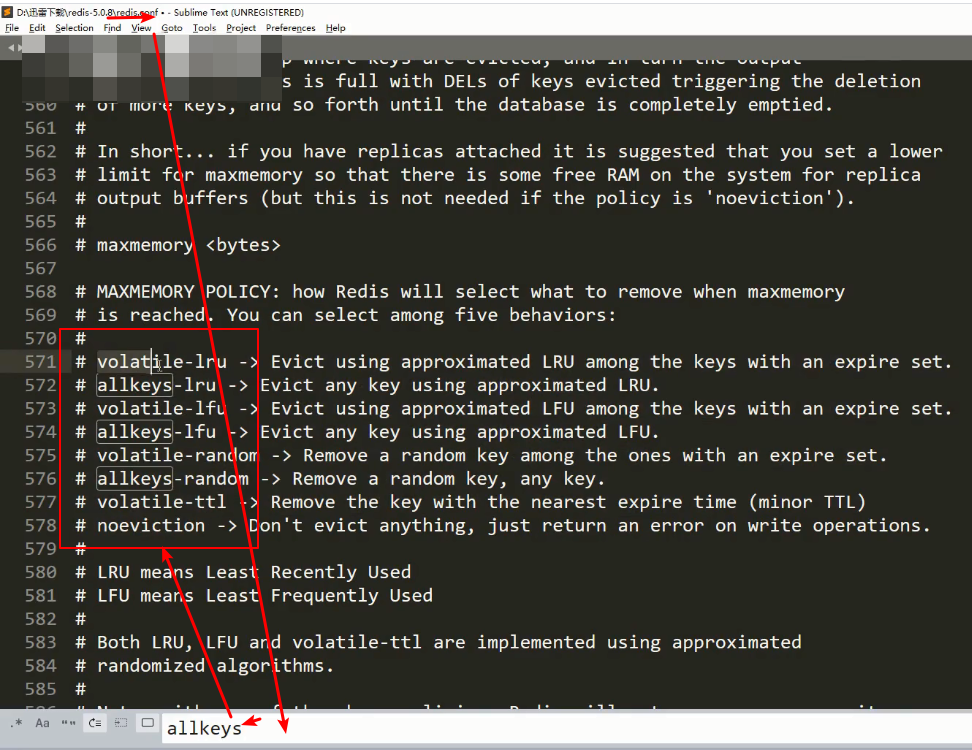 D:\迅雷下载\redis-5.0.8\redis.conf • - Sublime Text (UNREGISTERED)
File Edit Selection Find View Goto Tools Project Preferences Help
p where keys are evicted, and in turn the output
s is full with DELs of keys evicted triggering the deletion
560 # of more keys, and so forth until the database is completely emptied.
561 #
562 # In short... if you have replicas attached it is suggested that you set a lower
563 # limit for maxmemory so that there is some free RAM on the system for replica
564 # output buffers (but this is not needed if the policy is 'noeviction').
565 #
566 # maxmemory <bytes>
567
568 # MAXMEMORY POLICY: how Redis will select what to remove when maxmemory
569 # is reached. You can select among five behaviors:
570 #
571 # volatile-lru -> Evict using approximated LRU among the keys with an expire set.
572 # allkeys-lru -> Evict any key using approximated LRU.
573 # volatile-lfu -> Evict using approximated LFU among the keys with an expire set.
574 # allkeys-lfu -> Evict any key using approximated LFU.
575 # volatile-random -> Remove a random key among the ones with an expire set.
576 # allkeys-random -> Remove a random key, any key.
577 # volatile-ttl -> Remove the key with the nearest expire time (minor TTL)
578 # noeviction -> Don't evict anything, just return an error on write operations.
579 #
580 # LRU means Least Recently Used
581 # LFU means Least Frequently Used
582 #
583 # Both LRU, LFU and volatile-ttl are implemented using approximated
584 # randomized algorithms.
585 #
.* Aa "" allkeys